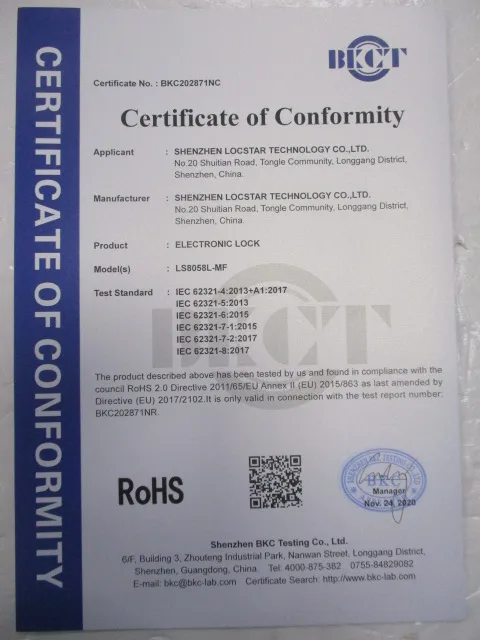 CERTIFICATE OF CONFORMITY
BKCT
Certificate No. : BKC202871NC
Certificate of Conformity
Applicant : SHENZHEN LOCSTAR TECHNOLOGY CO.,LTD.
No.20 Shuitian Road, Tongle Community, Longgang District,
Shenzhen, China.
Manufacturer : SHENZHEN LOCSTAR TECHNOLOGY CO.,LTD.
No.20 Shuitian Road, Tongle Community, Longgang District,
Shenzhen, China.
Product : ELECTRONIC LOCK
Model(s) : LS8058L-MF
Test Standard : IEC 62321-4:2013+A1:2017
IEC 62321-5:2013
IEC 62321-6:2015
IEC 62321-7-1:2015
IEC 62321-7-2:2017
IEC 62321-8:2017
BKCT
The product described above has been tested by us and found in compliance with the
council RoHS 2.0 Directive 2011/65/EU Annex II (EU) 2015/863 as last amended by
Directive (EU) 2017/2102.It is only valid in connection with the test report number:
BKC202871NR.
RoHS
BKC
Manager
Nov. 24, 2020
Shenzhen BKC Testing Co., Ltd.
6/F, Building 3, Zhoufeng Industrial Park, Nanwan Street, Longgang District,
Shenzhen, Guangdong, China. Tel: 4000-875-382 0755-84829082
E-mail: bkc@bkc-lab.com Certificate Search: http://www.bkc-lab.com